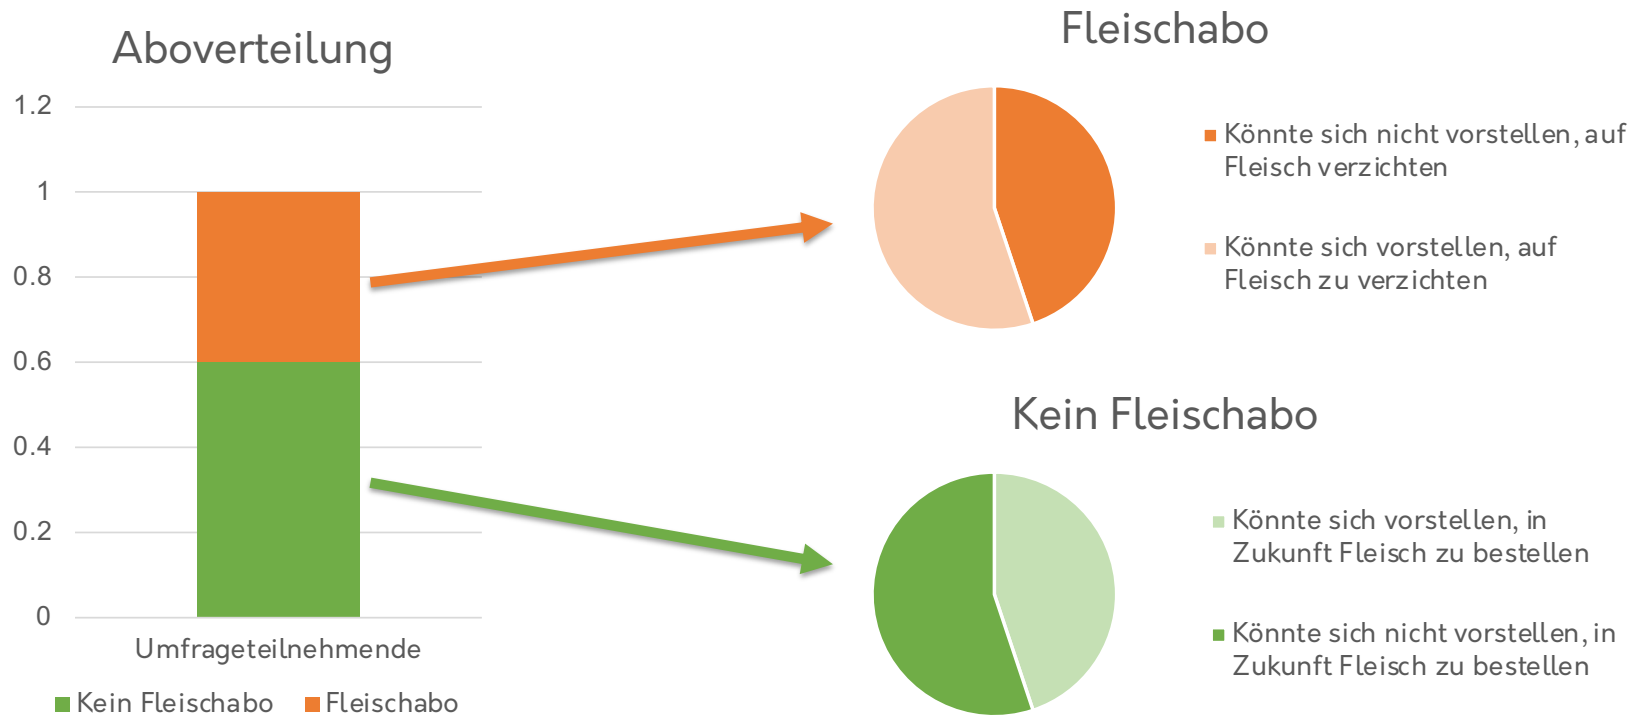 Aboverteilung
1.2
1
0.8
0.6
0.4
0.2
0
Umfrageteilnehmende
Kein Fleischabo
Fleischabo
Fleischabo
Könnte sich nicht vorstellen, auf
Fleisch verzichten
Könnte sich vorstellen, auf
Fleisch zu verzichten
Kein Fleischabo
Könnte sich vorstellen, in
Zukunft Fleisch zu bestellen
Könnte sich nicht vorstellen, in
Zukunft Fleisch zu bestellen